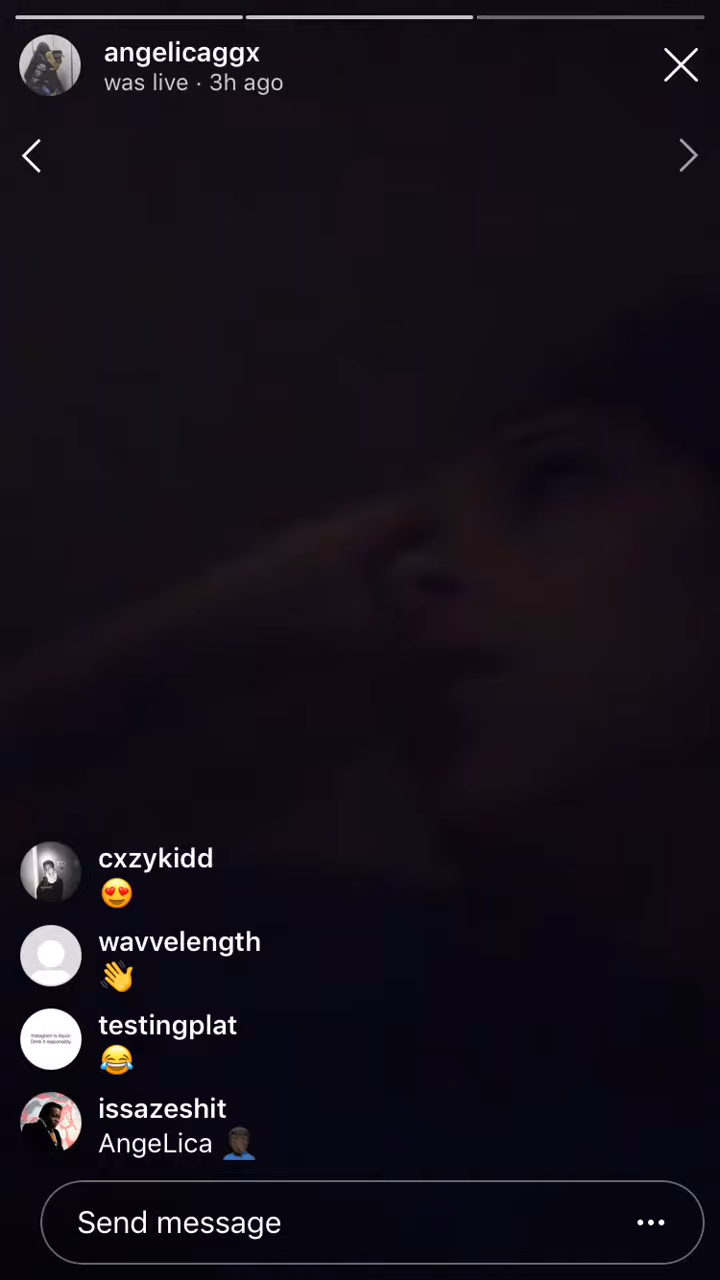 angelicaggx
was live · 3h ago
cxzykidd
😍
wavvelength
👋
testingplat
😂
issazeshit
AngeLica 🤦🏿‍♂️
Send message